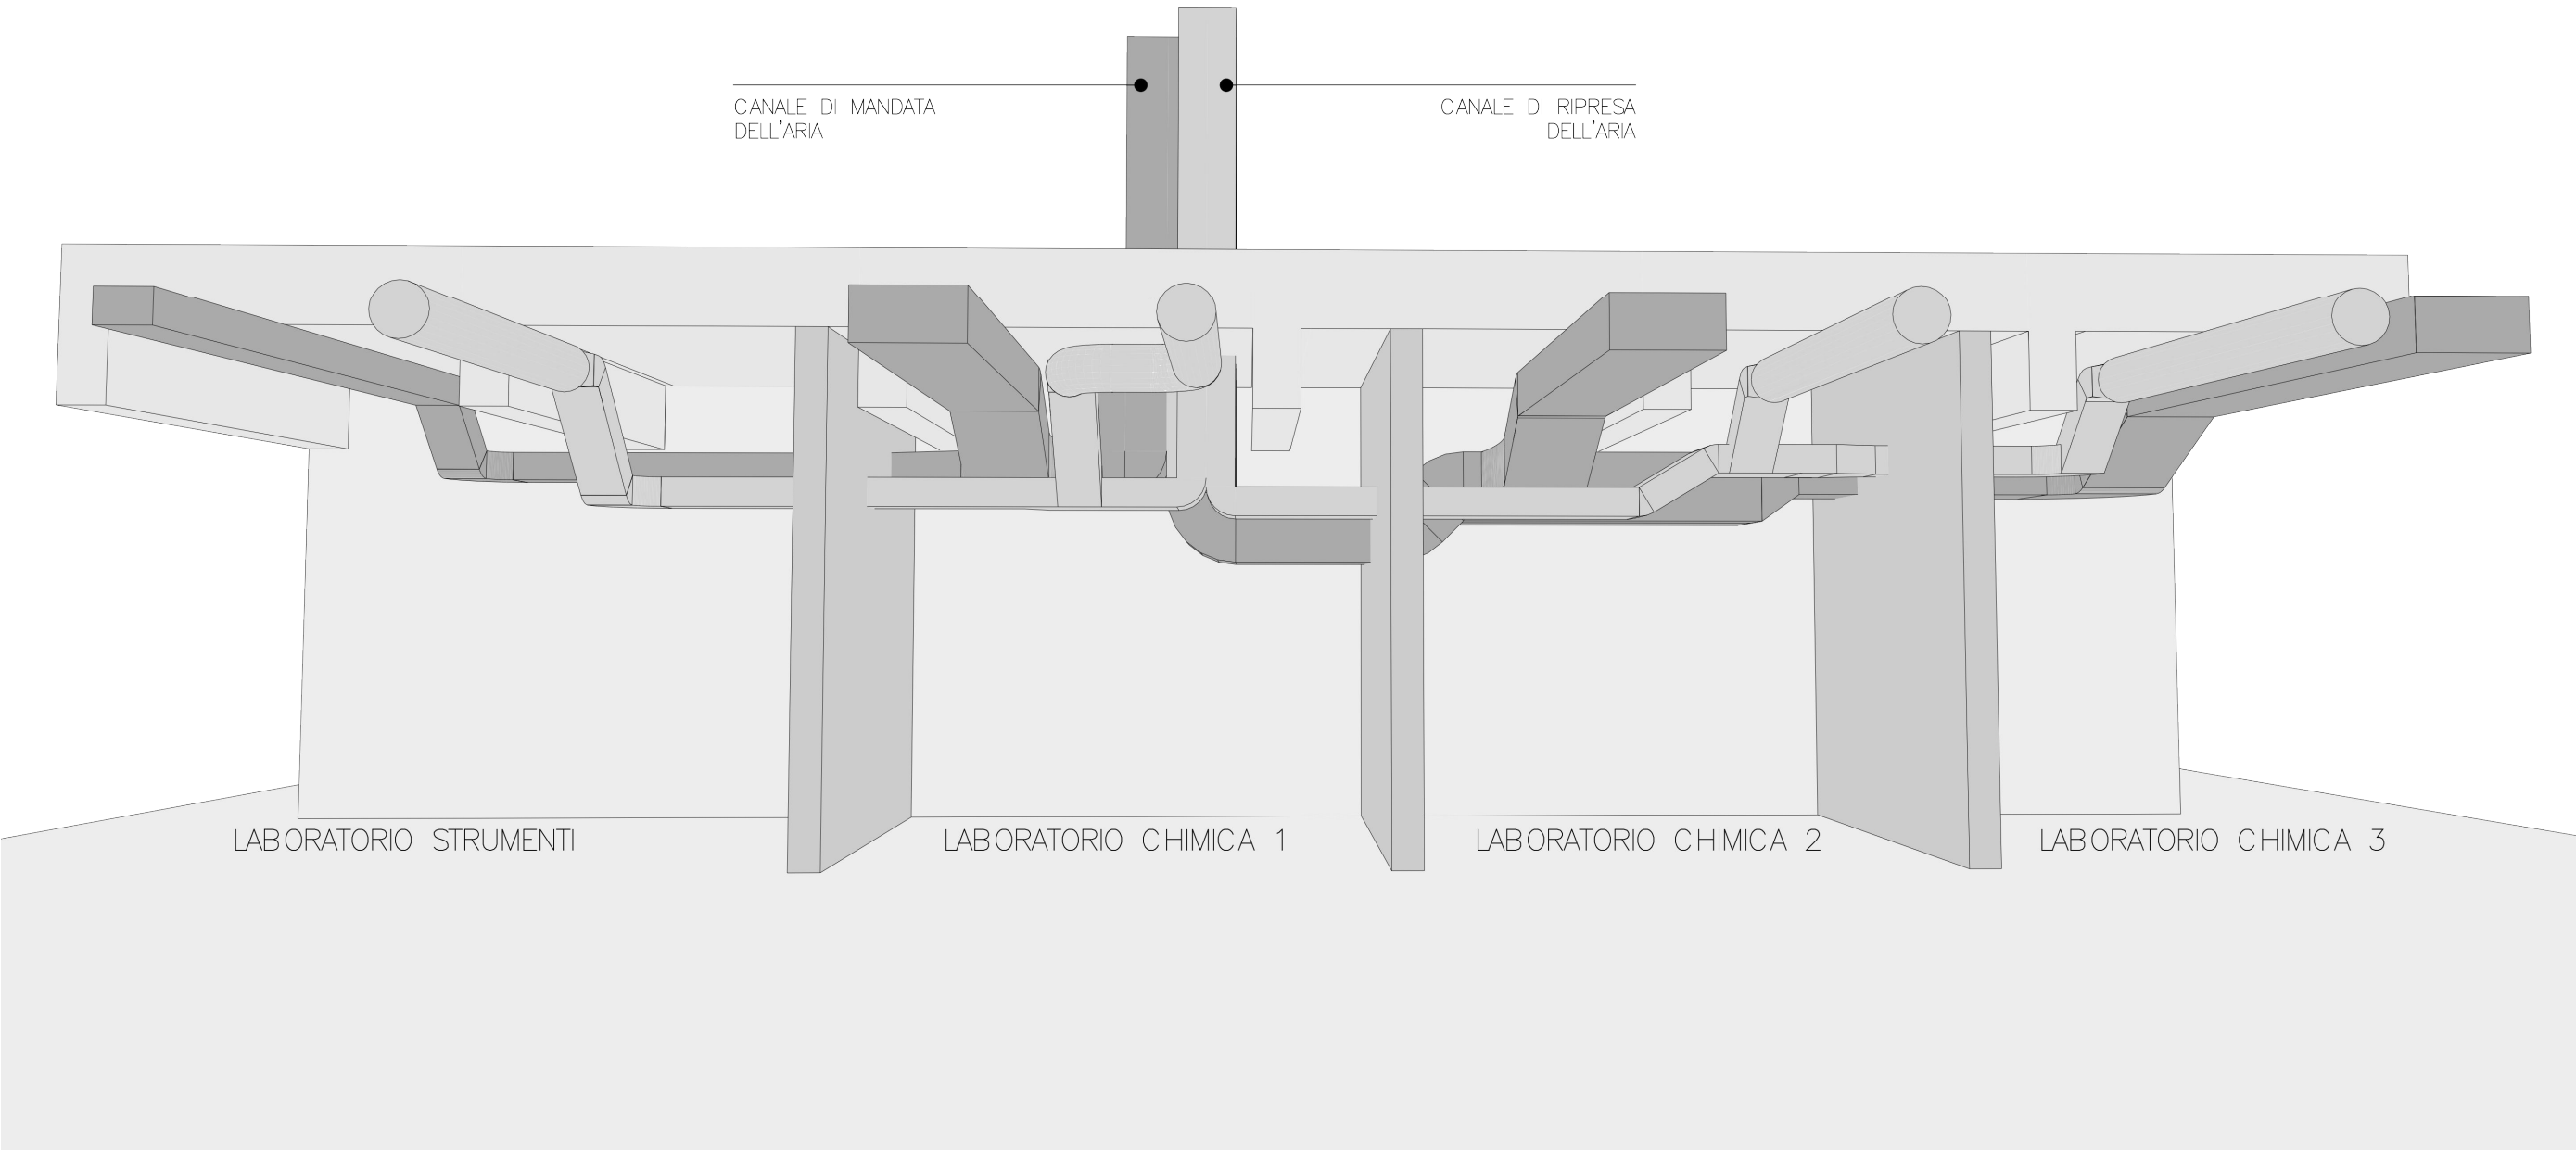 CANALE DI MANDATA
DELL'ARIA
CANALE DI RIPRESA
DELL'ARIA
LABORATORIO STRUMENTI
LABORATORIO CHIMICA 1
LABORATORIO CHIMICA 2
LABORATORIO CHIMICA 3